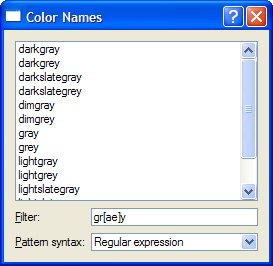 Color Names
darkgray
darkgrey
darkslategray
darkslategrey
dimgray
dimgrey
gray
grey
lightgray
lightgrey
lightslategray
Filter:
gr[ae]y
Pattern syntax:
Regular expression